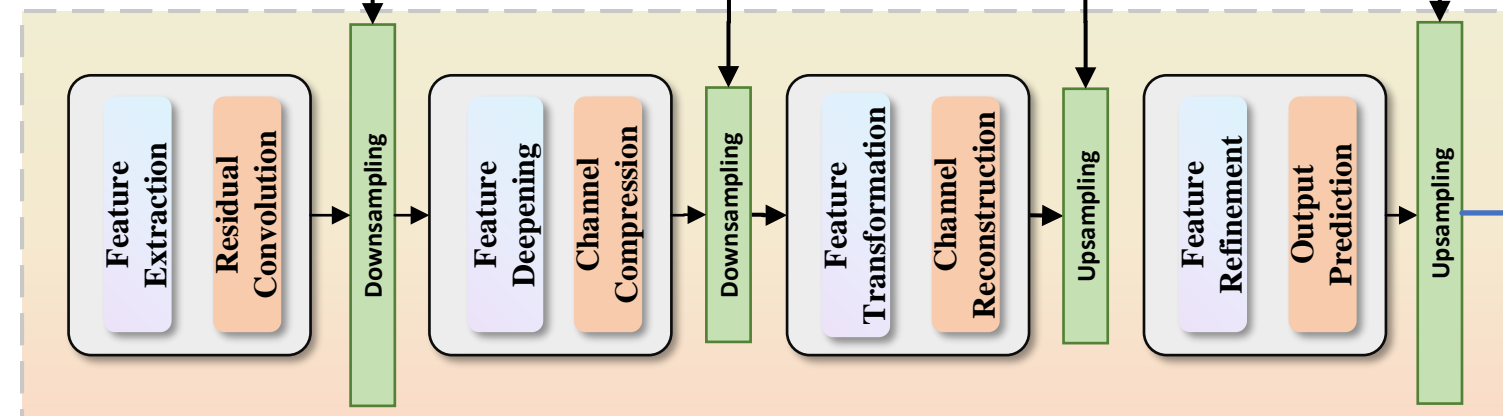 Feature
Extraction
Residual
Convolution
Downsampling
Feature
Deepening
Channel
Compression
Downsampling
Feature
Transformation
Channel
Reconstruction
Upsampling
Feature
Refinement
Output
Prediction
Upsampling